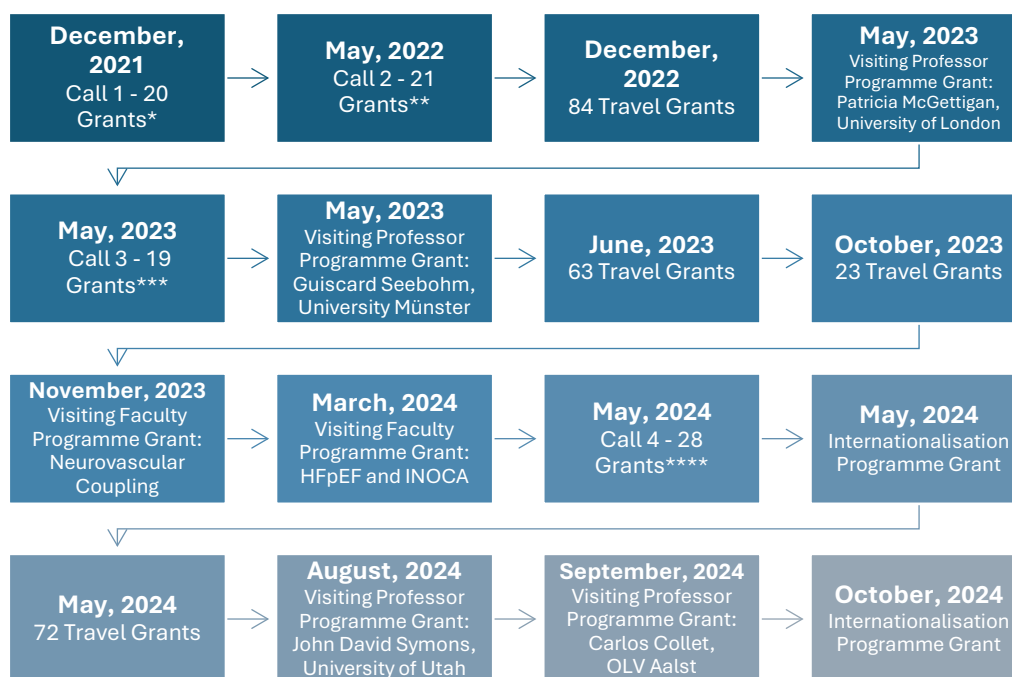 December,
2021
Call 1 - 20
Grants*
May, 2022
Call 2 - 21
Grants**
December,
2022
84 Travel Grants
May, 2023
Visiting Professor
Programme Grant:
Patricia McGettigan,
University of London
May, 2023
Call 3 - 19
Grants***
May, 2023
Visiting Professor
Programme Grant:
Guiscard Seebohm,
University Münster
June, 2023
63 Travel Grants
October, 2023
23 Travel Grants
November, 2023
Visiting Faculty
Programme Grant:
Neurovascular
Coupling
March, 2024
Visiting Faculty
Programme Grant:
HFpEF and INOCA
May, 2024
Call 4 - 28
Grants****
May, 2024
Internationalisation
Programme Grant
May, 2024
72 Travel Grants
August, 2024
Visiting Professor
Programme Grant:
John David Symons,
University of Utah
September, 2024
Visiting Professor
Programme Grant:
Carlos Collet,
OLV Aalst
October, 2024
Internationalisation
Programme Grant